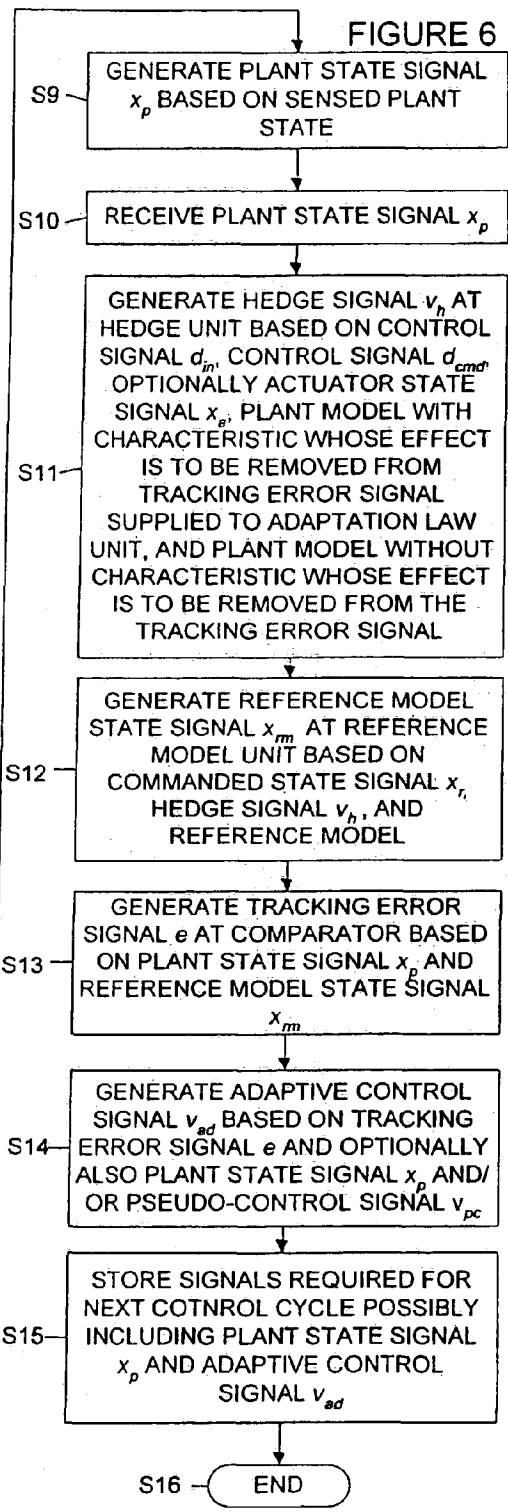 FIGURE 6
S9
GENERATE PLANT STATE SIGNAL
x_p BASED ON SENSED PLANT
STATE
S10
RECEIVE PLANT STATE SIGNAL x_p
S11
GENERATE HEDGE SIGNAL v_h AT
HEDGE UNIT BASED ON CONTROL
SIGNAL d_in, CONTROL SIGNAL d_cmd,
OPTIONALLY ACTUATOR STATE
SIGNAL x_a, PLANT MODEL WITH
CHARACTERISTIC WHOSE EFFECT
IS TO BE REMOVED FROM
TRACKING ERROR SIGNAL
SUPPLIED TO ADAPTATION LAW
UNIT, AND PLANT MODEL WITHOUT
CHARACTERISTIC WHOSE EFFECT
IS TO BE REMOVED FROM THE
TRACKING ERROR SIGNAL
S12
GENERATE REFERENCE MODEL
STATE SIGNAL x_rm AT REFERENCE
MODEL UNIT BASED ON
COMMANDED STATE SIGNAL x_r,
HEDGE SIGNAL v_h, AND
REFERENCE MODEL
S13
GENERATE TRACKING ERROR
SIGNAL e AT COMPARATOR BASED
ON PLANT STATE SIGNAL x_p AND
REFERENCE MODEL STATE SIGNAL
x_rm
S14
GENERATE ADAPTIVE CONTROL
SIGNAL v_ad BASED ON TRACKING
ERROR SIGNAL e AND OPTIONALLY
ALSO PLANT STATE SIGNAL x_p AND/
OR PSEUDO-CONTROL SIGNAL v_pc
S15
STORE SIGNALS REQUIRED FOR
NEXT COTNROL CYCLE POSSIBLY
INCLUDING PLANT STATE SIGNAL
x_p AND ADAPTIVE CONTROL
SIGNAL v_ad
S16
END